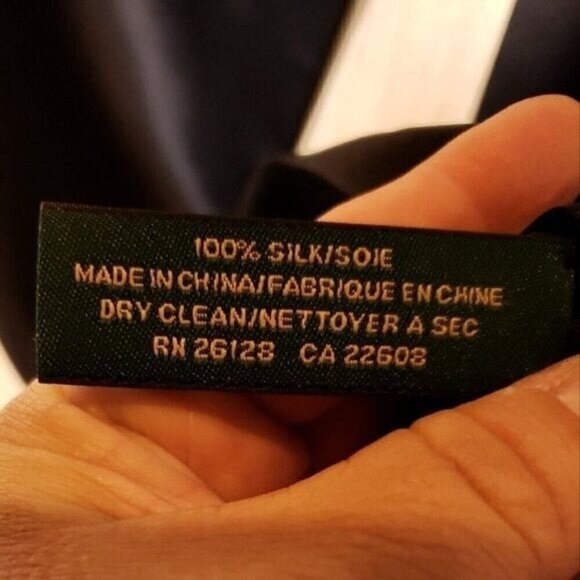 100% SILK/SOIE
MADE IN CHINA/FABRIQUE EN CHINE
DRY CLEAN/NETTOYER A SEC
RN 26128 CA 22608